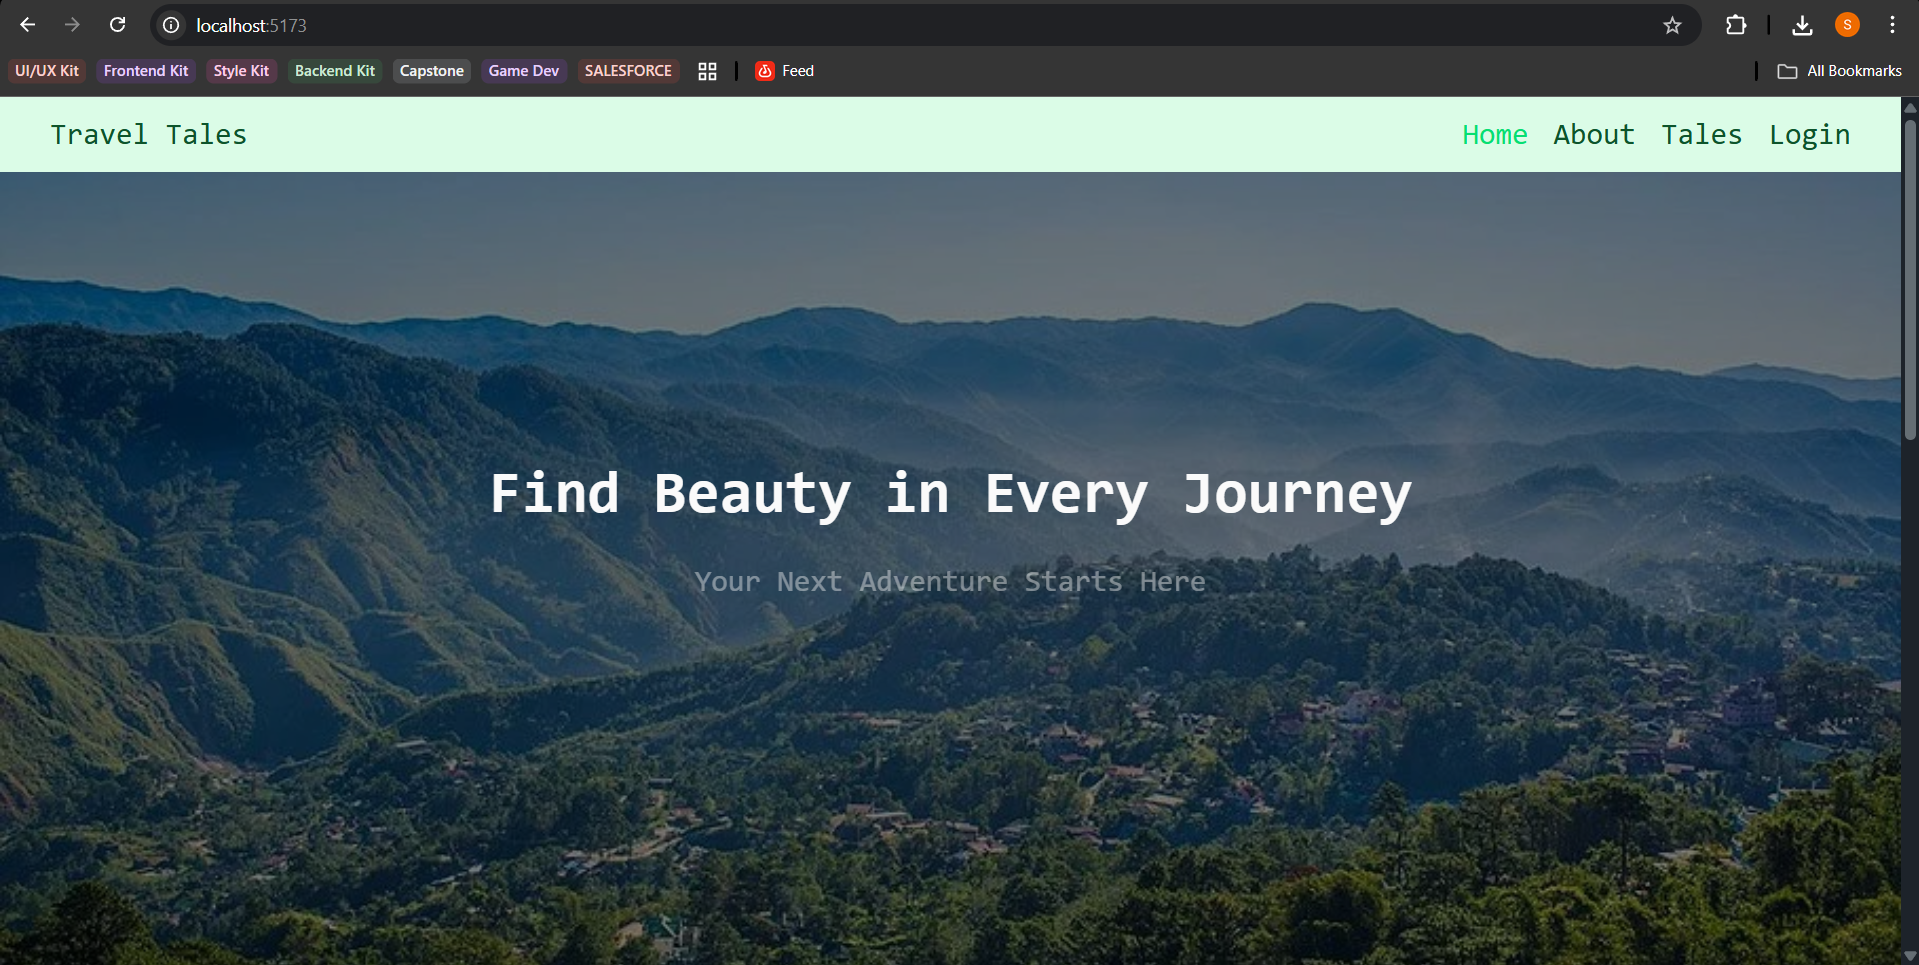 localhost:5173
S
UI/UX Kit Frontend Kit Style Kit Backend Kit Capstone Game Dev SALESFORCE Feed All Bookmarks
Travel Tales Home About Tales Login
Find Beauty in Every Journey
Your Next Adventure Starts Here